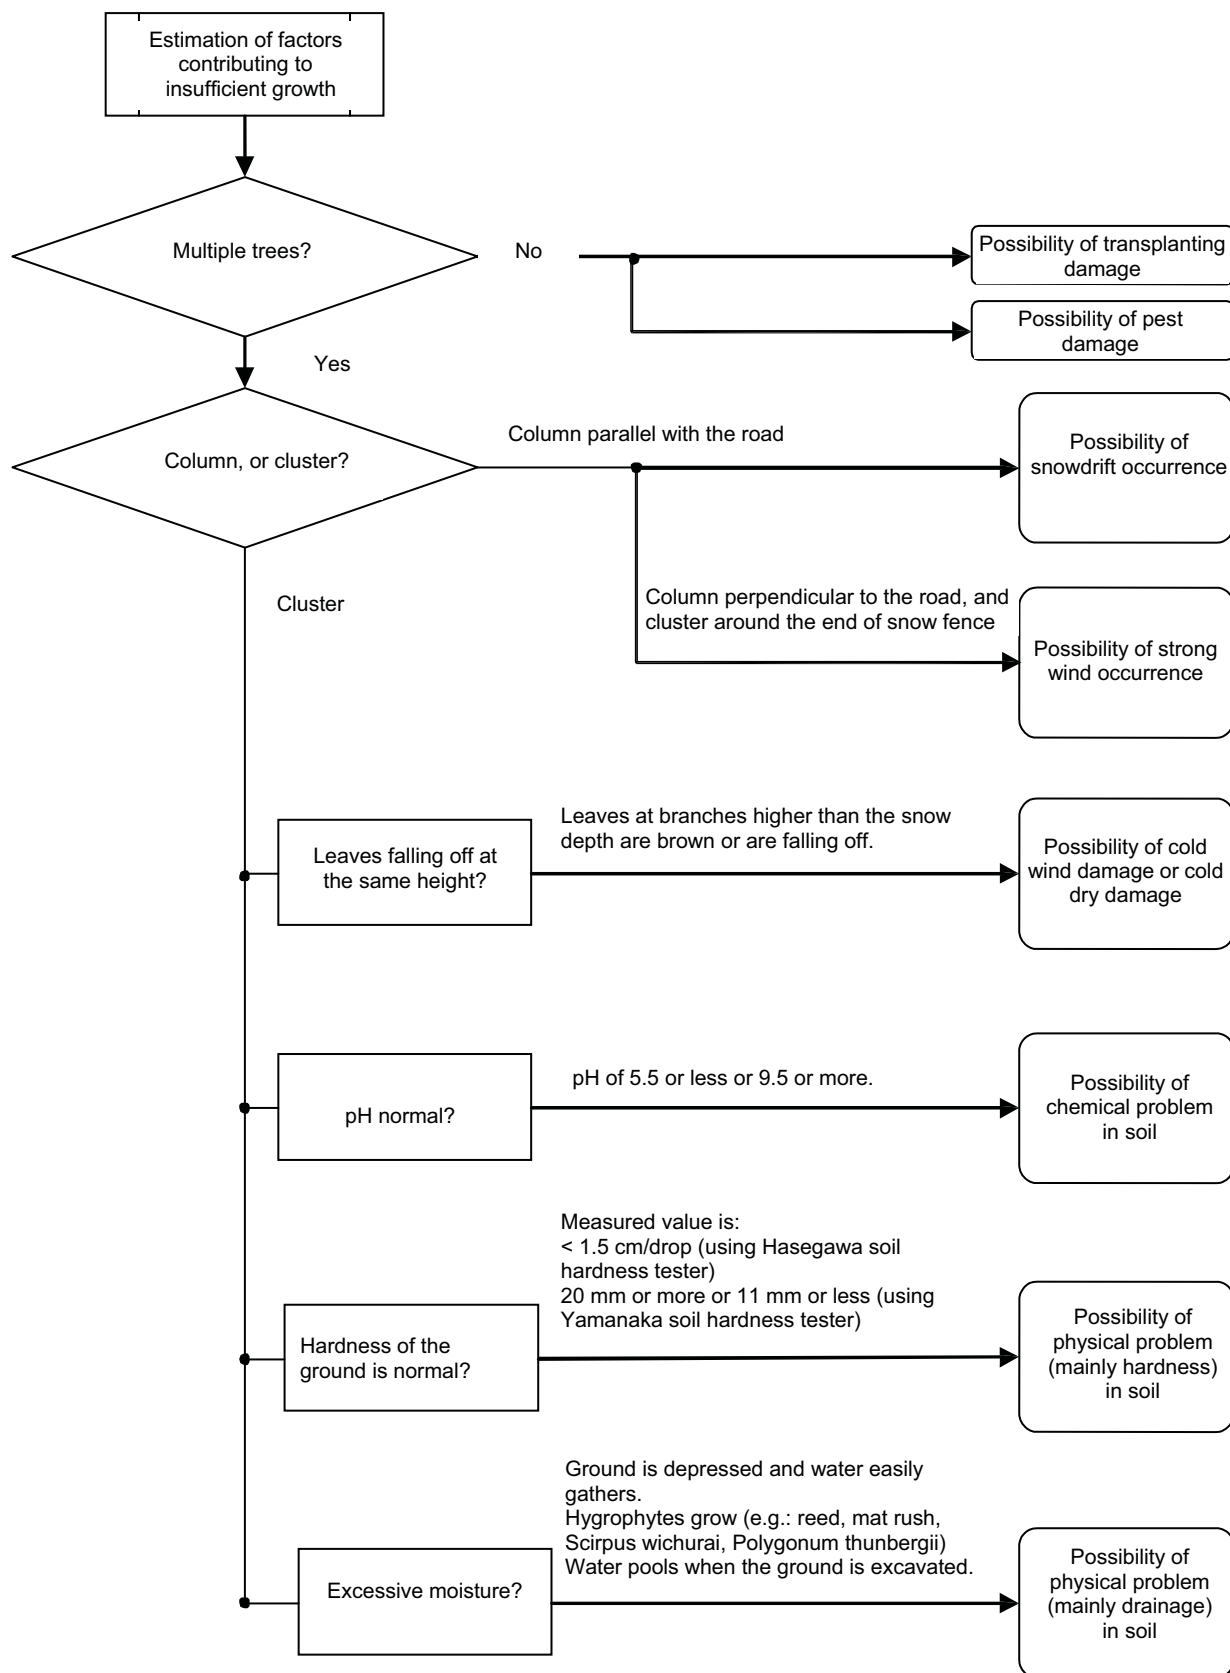 Estimation of factors
contributing to
insufficient growth
Multiple trees?
No
Possibility of transplanting
damage
Possibility of pest
damage
Yes
Column, or cluster?
Column parallel with the road
Possibility of
snowdrift occurrence
Cluster
Column perpendicular to the road, and
cluster around the end of snow fence
Possibility of strong
wind occurrence
Leaves falling off at
the same height?
Leaves at branches higher than the snow
depth are brown or are falling off.
Possibility of cold
wind damage or cold
dry damage
pH normal?
pH of 5.5 or less or 9.5 or more.
Possibility of
chemical problem
in soil
Measured value is:
< 1.5 cm/drop (using Hasegawa soil
hardness tester)
20 mm or more or 11 mm or less (using
Yamanaka soil hardness tester)
Hardness of the
ground is normal?
Possibility of
physical problem
(mainly hardness)
in soil
Ground is depressed and water easily
gathers.
Hygrophytes grow (e.g.: reed, mat rush,
Scirpus wichurai, Polygonum thunbergii)
Water pools when the ground is excavated.
Excessive moisture?
Possibility of
physical problem
(mainly drainage)
in soil